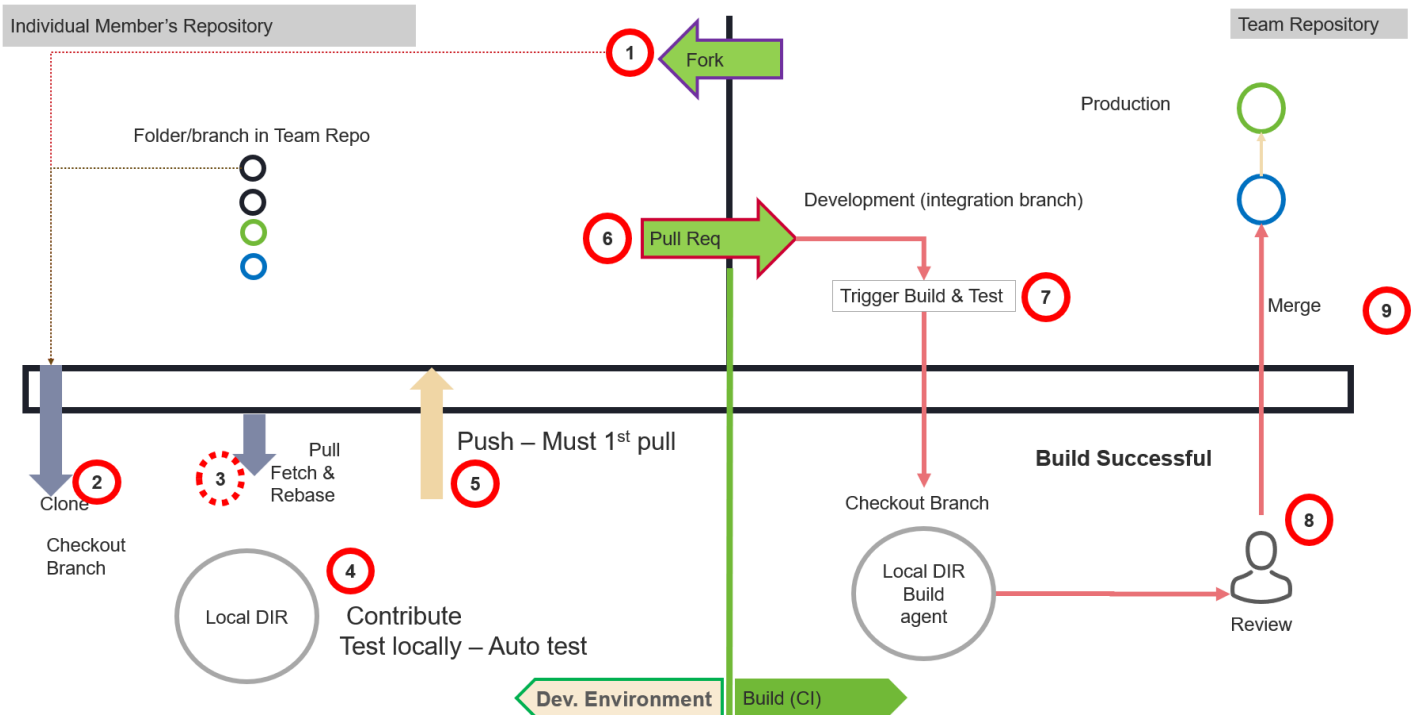 Individual Member's Repository
Team Repository
1
Fork
Production
Folder/branch in Team Repo
Development (integration branch)
6
Pull Req
Trigger Build & Test
7
Merge
9
Push – Must 1st pull
Pull
Fetch &
Rebase
2
3
5
Clone
Build Successful
Checkout Branch
8
Checkout
Branch
4
Local DIR
Contribute
Test locally – Auto test
Local DIR
Build
agent
Review
Dev. Environment
Build (CI)